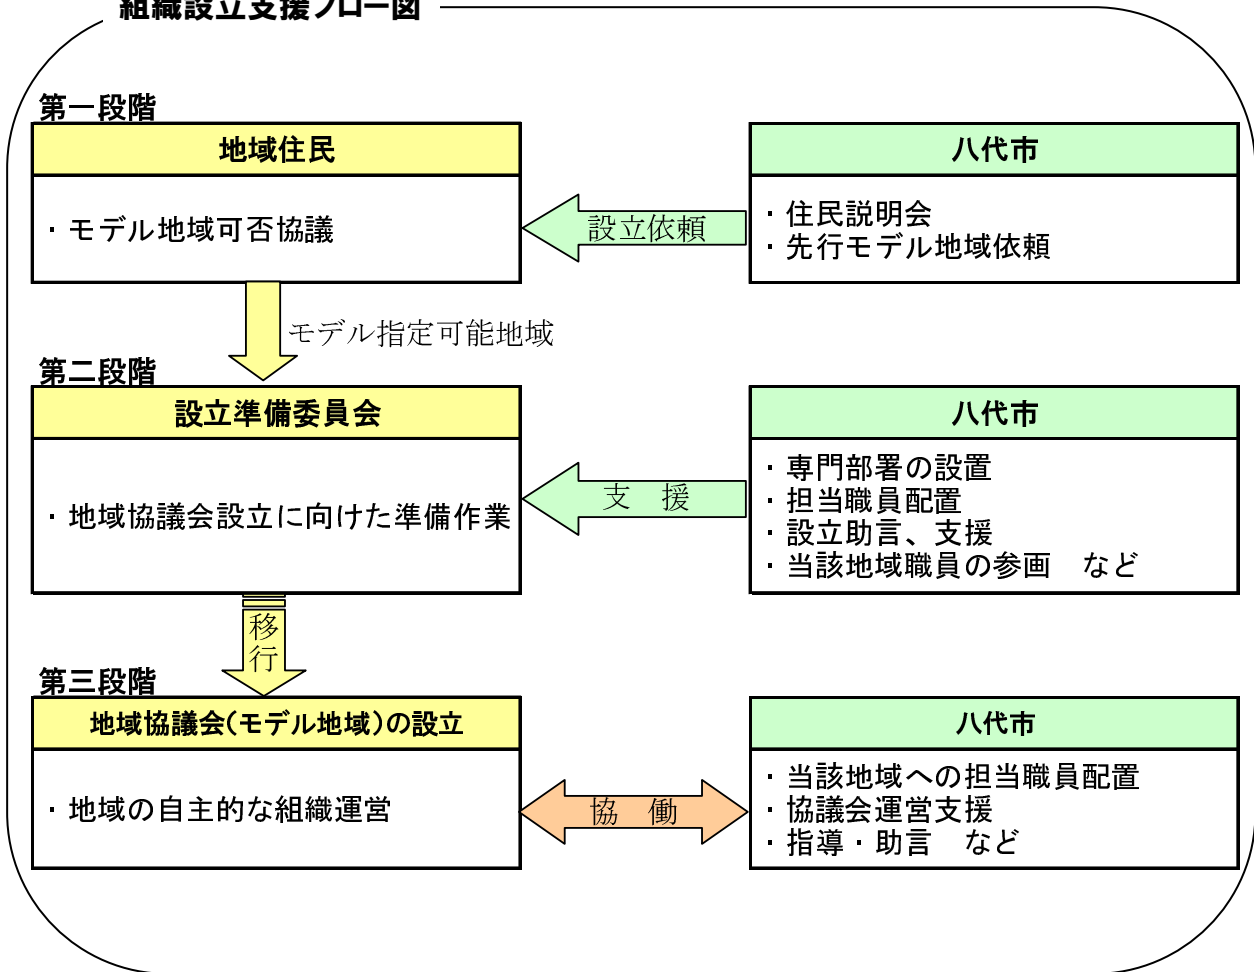 組織設立支援フロー図
第一段階
地域住民
・モデル地域可否協議
設立依頼
八代市
・住民説明会
・先行モデル地域依頼
モデル指定可能地域
第二段階
設立準備委員会
・地域協議会設立に向けた準備作業
支 援
八代市
・専門部署の設置
・担当職員配置
・設立助言、支援
・当該地域職員の参画 など
移
行
第三段階
地域協議会(モデル地域)の設立
・地域の自主的な組織運営
協 働
八代市
・当該地域への担当職員配置
・協議会運営支援
・指導・助言 など